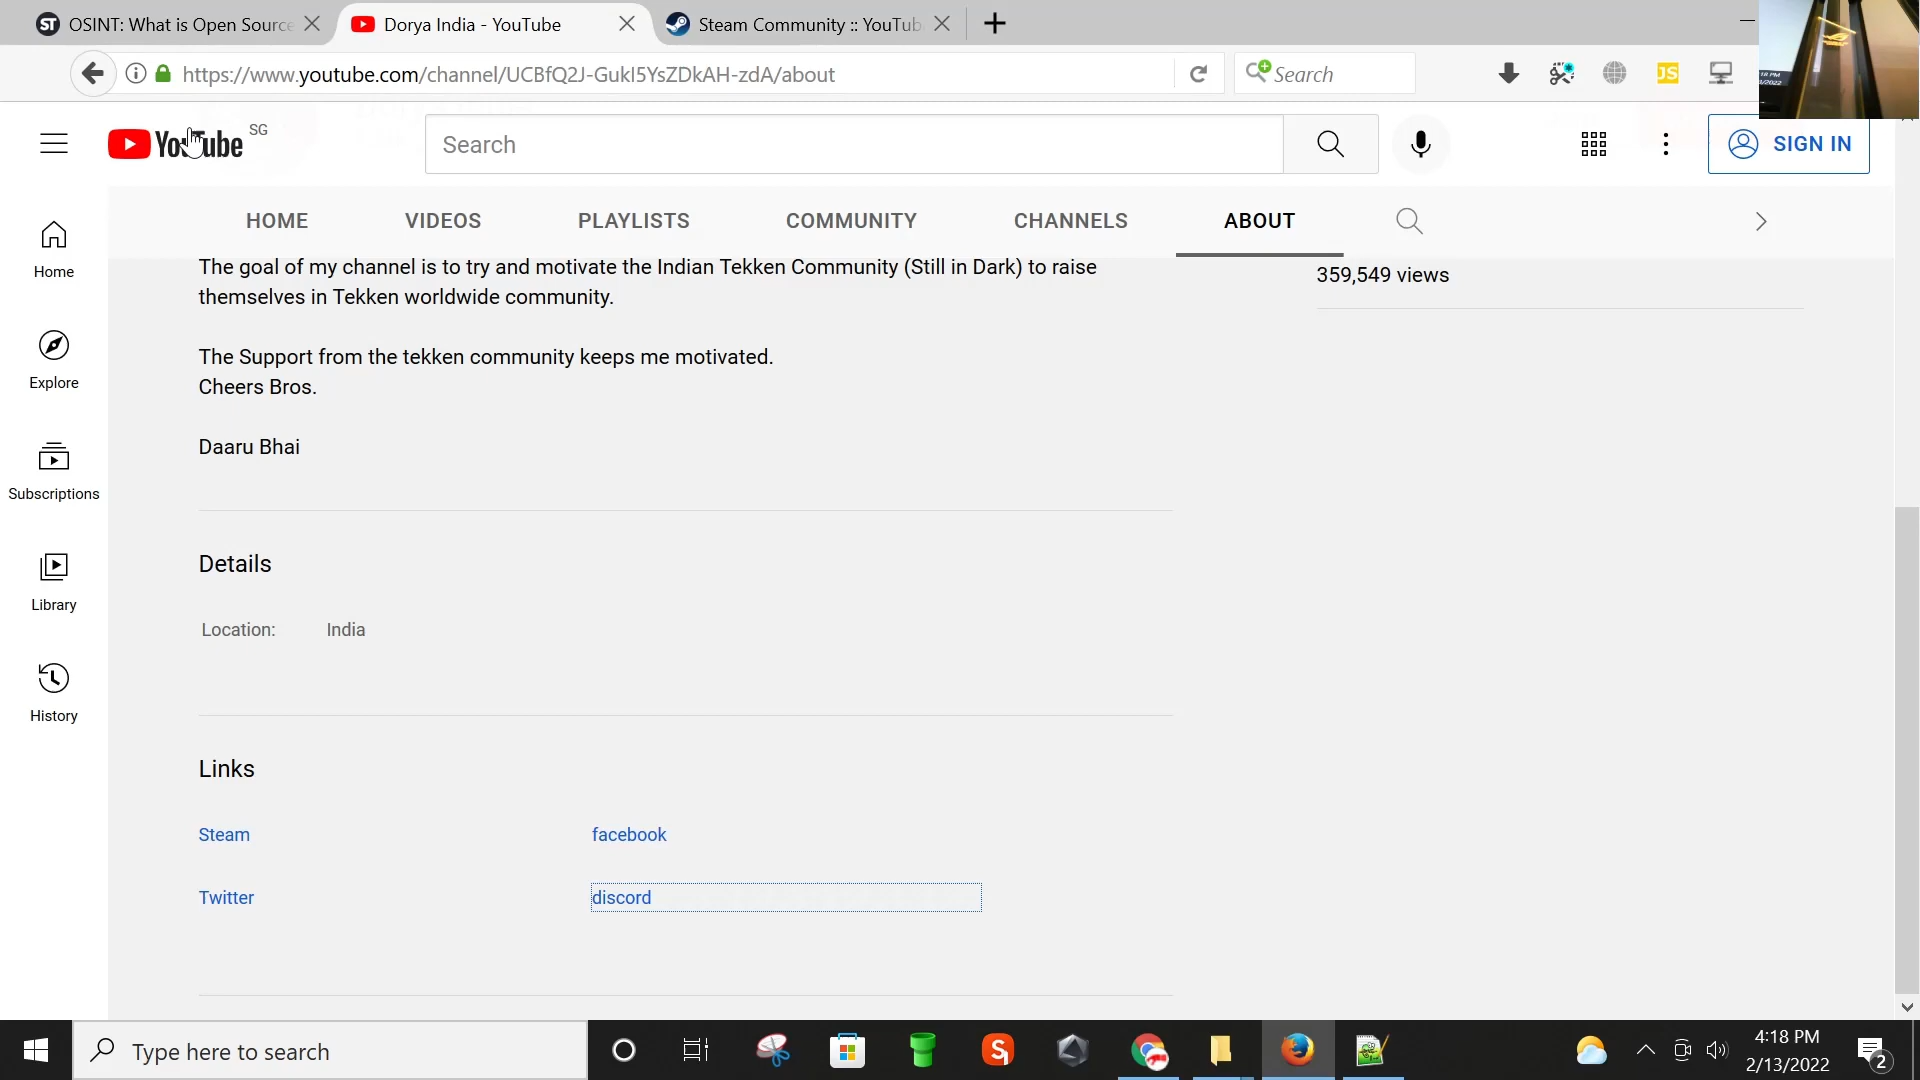 OSINT: What is Open Source
Dorya India - YouTube
Steam Community :: YouTub
https://www.youtube.com/channel/UCBfQ2J-GukI5YsZDkAH-zdA/about
Search
JS
YouTube
SG
Search
SIGN IN
HOME
VIDEOS
PLAYLISTS
COMMUNITY
CHANNELS
ABOUT
Home
Explore
Subscriptions
Library
History
The goal of my channel is to try and motivate the Indian Tekken Community (Still in Dark) to raise
themselves in Tekken worldwide community.
359,549 views
The Support from the tekken community keeps me motivated.
Cheers Bros.
Daaru Bhai
Details
Location: India
Links
Steam
facebook
Twitter
discord
Type here to search
4:18 PM
2/13/2022
2